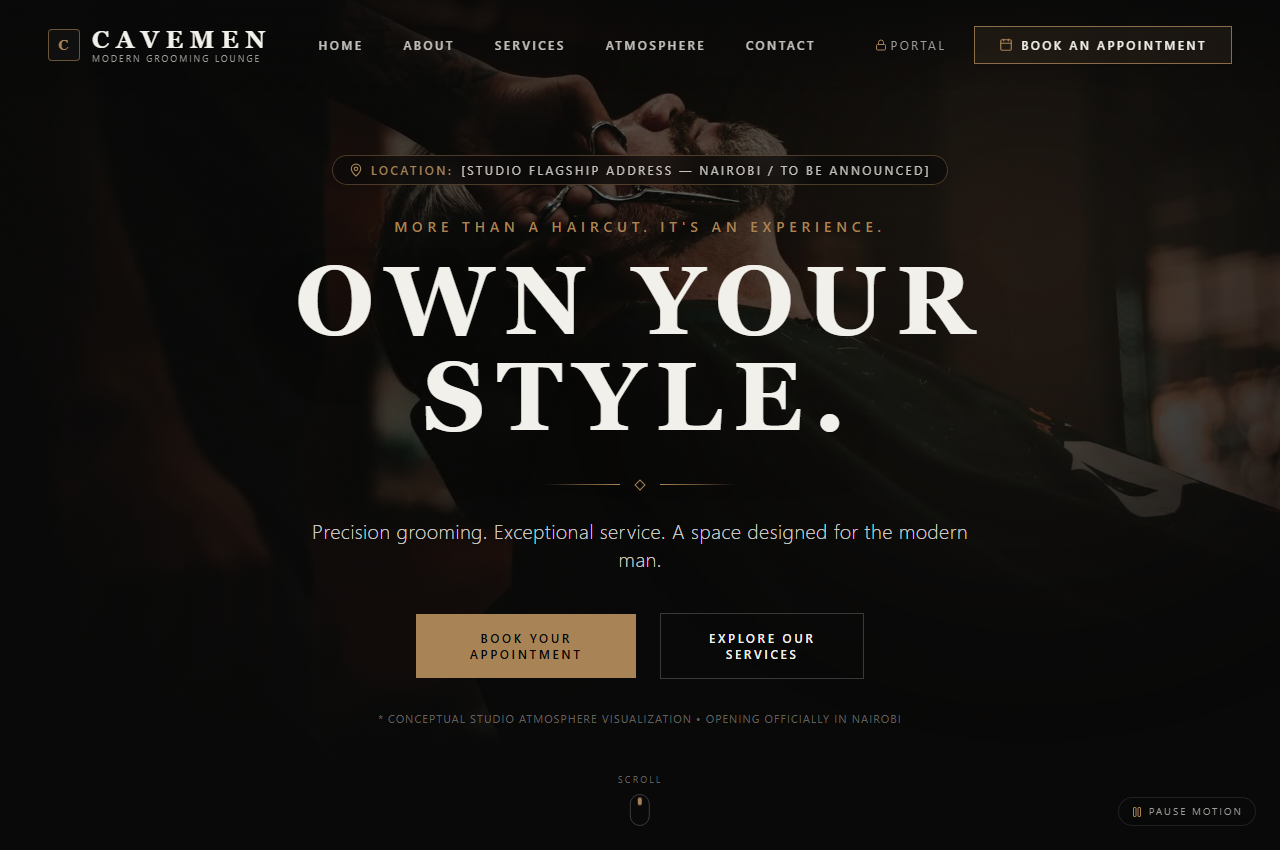 C
CAVEMEN
MODERN GROOMING LOUNGE
HOME
ABOUT
SERVICES
ATMOSPHERE
CONTACT
PORTAL
BOOK AN APPOINTMENT
LOCATION: [STUDIO FLAGSHIP ADDRESS — NAIROBI / TO BE ANNOUNCED]
MORE THAN A HAIRCUT. IT'S AN EXPERIENCE.
OWN YOUR
STYLE.
Precision grooming. Exceptional service. A space designed for the modern
man.
BOOK YOUR
APPOINTMENT
EXPLORE OUR
SERVICES
* CONCEPTUAL STUDIO ATMOSPHERE VISUALIZATION • OPENING OFFICIALLY IN NAIROBI
SCROLL
PAUSE MOTION